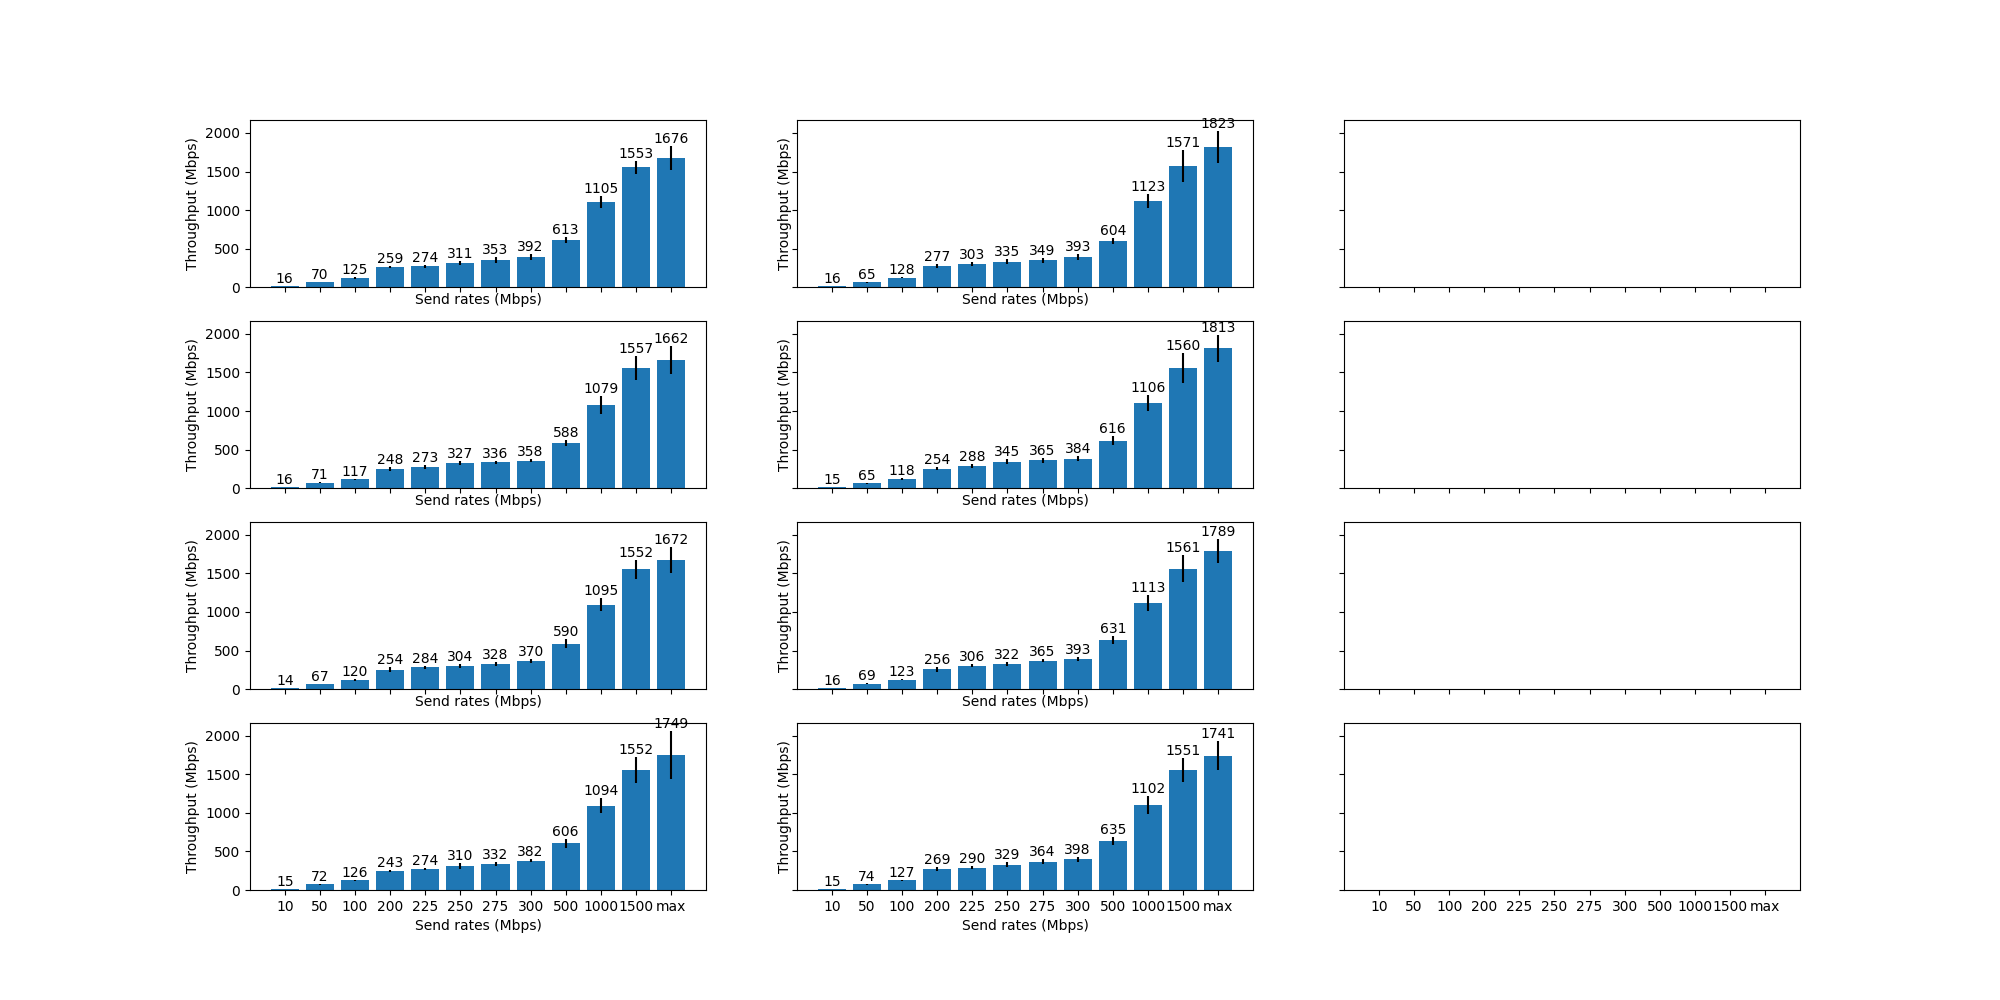 2000
1500
1000
500
0
Throughput (Mbps)
16 70 125 259 274 311 353 392 613 1105 1553 1676
Send rates (Mbps)
Throughput (Mbps)
16 65 128 277 303 335 349 393 604 1123 1571 1823
Send rates (Mbps)
2000
1500
1000
500
0
Throughput (Mbps)
16 71 117 248 273 327 336 358 588 1079 1557 1662
Send rates (Mbps)
Throughput (Mbps)
15 65 118 254 288 345 365 384 616 1106 1560 1813
Send rates (Mbps)
2000
1500
1000
500
0
Throughput (Mbps)
14 67 120 254 284 304 328 370 590 1095 1552 1672
Send rates (Mbps)
Throughput (Mbps)
16 69 123 256 306 322 365 393 631 1113 1561 1789
Send rates (Mbps)
2000
1500
1000
500
0
Throughput (Mbps)
15 72 126 243 274 310 332 382 606 1094 1552 1749
10 50 100 200 225 250 275 300 500 1000 1500 max
Send rates (Mbps)
Throughput (Mbps)
15 74 127 269 290 329 364 398 635 1102 1551 1741
10 50 100 200 225 250 275 300 500 1000 1500 max
Send rates (Mbps)
10 50 100 200 225 250 275 300 500 1000 1500 max